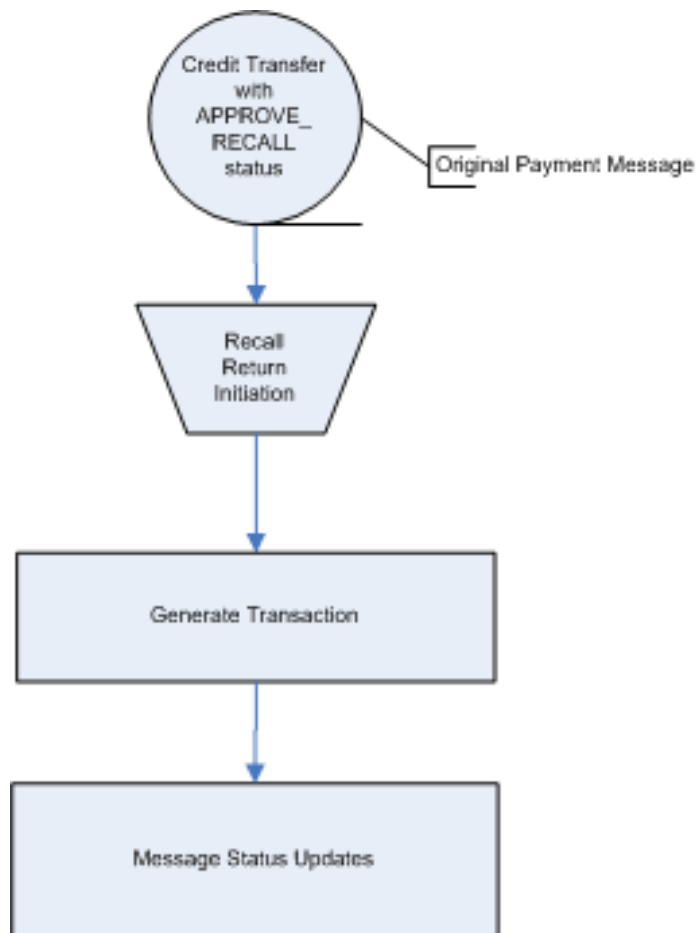 Credit Transfer
with
APPROVE_
RECALL
status
Original Payment Message
Recall
Return
Initiation
Generate Transaction
Message Status Updates